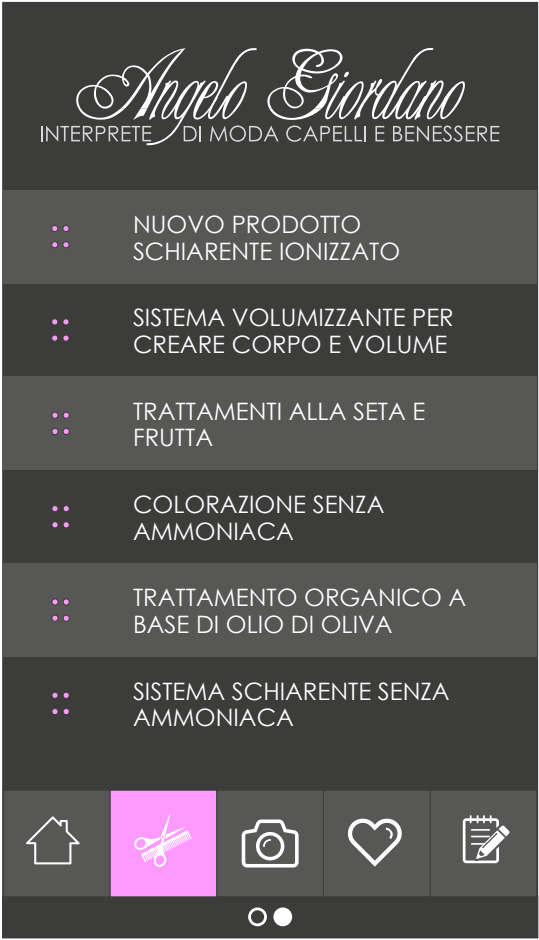 Angelo Giordano
INTERPRETE DI MODA CAPELLI E BENESSERE
NUOVO PRODOTTO
SCHIARENTE IONIZZATO
SISTEMA VOLUMIZZANTE PER
CREARE CORPO E VOLUME
TRATTAMENTI ALLA SETA E
FRUTTA
COLORAZIONE SENZA
AMMONIACA
TRATTAMENTO ORGANICO A
BASE DI OLIO DI OLIVA
SISTEMA SCHIARENTE SENZA
AMMONIACA